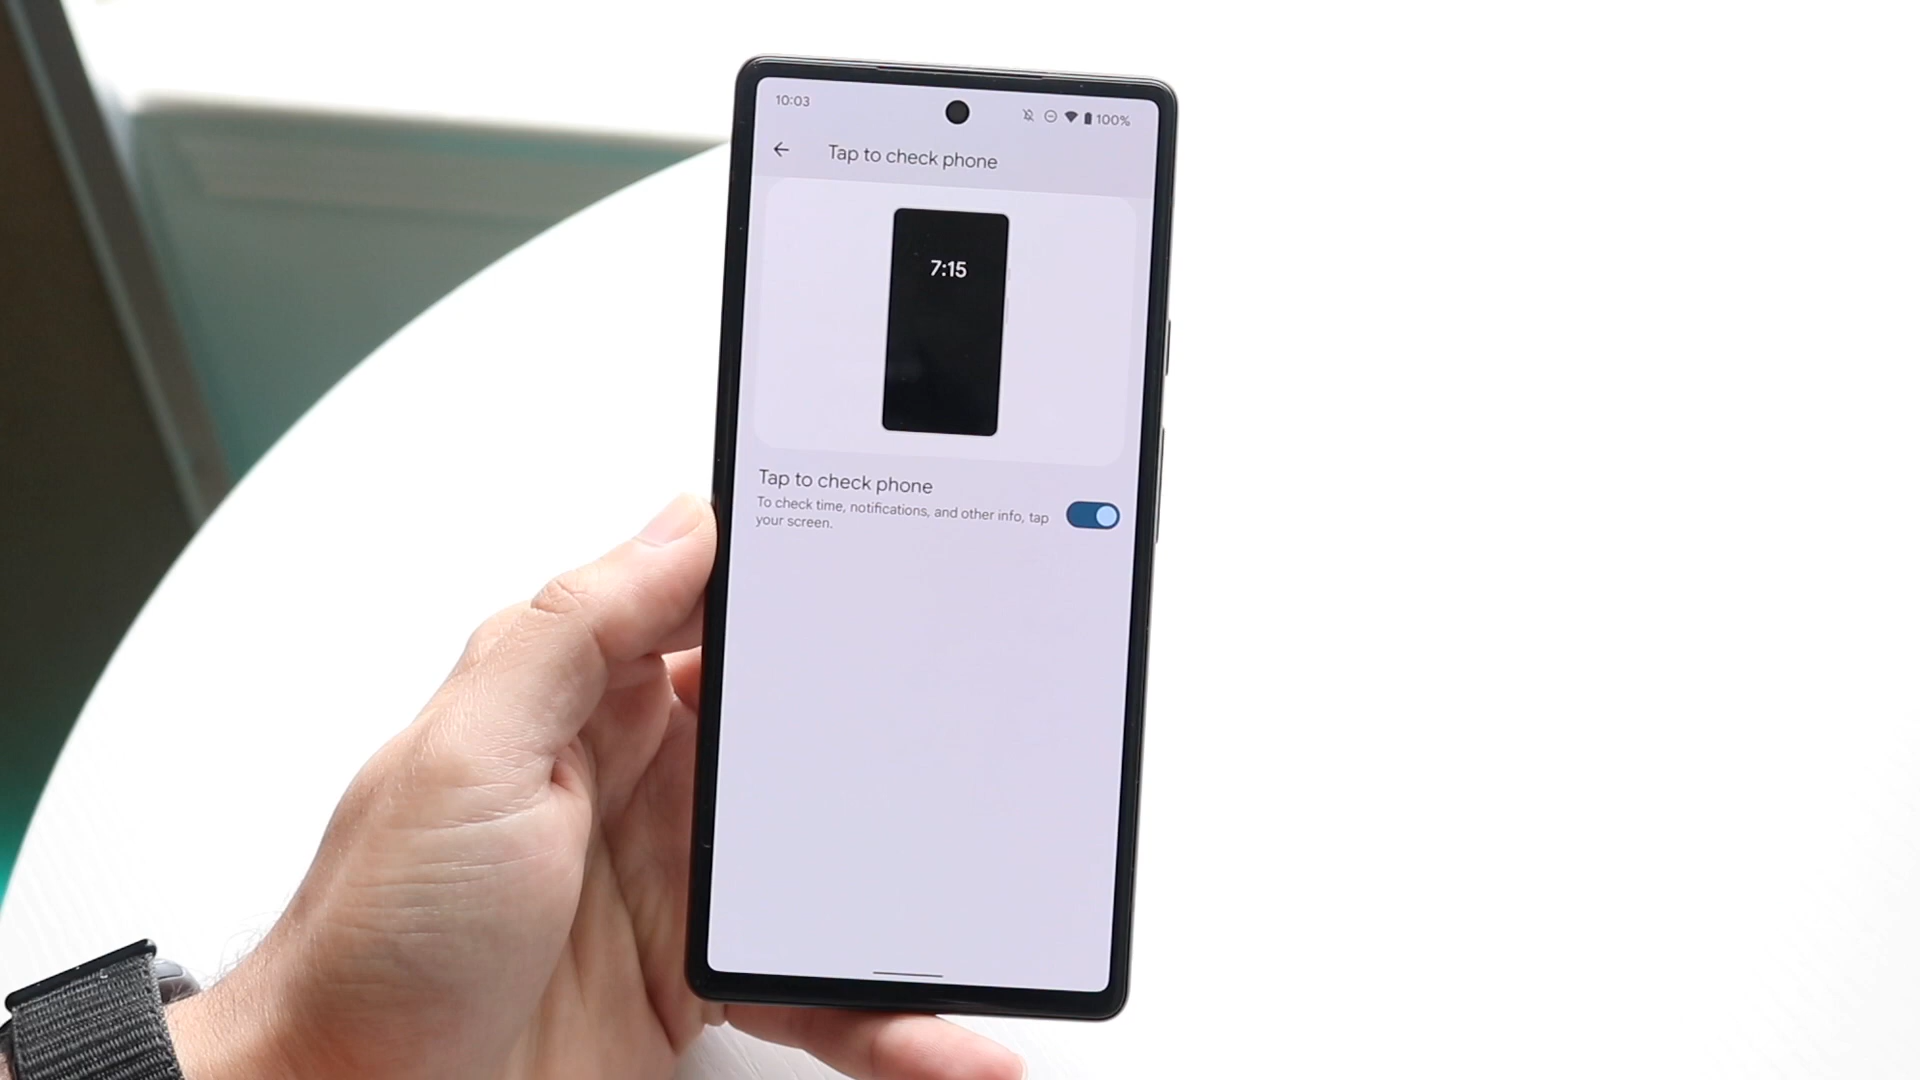 10:03
100%
Tap to check phone
7:15
Tap to check phone
To check time, notifications, and other info, tap
your screen.